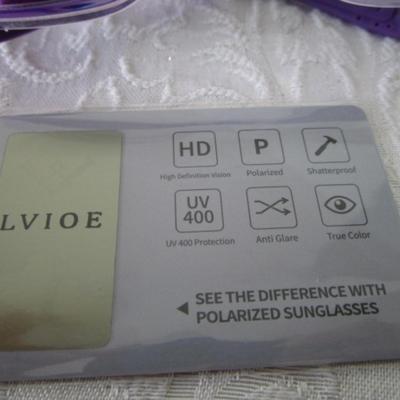 LVIOE
HD P
High Definition Vision Polarized Shatterproof
UV
400
UV 400 Protection Anti Glare True Color
SEE THE DIFFERENCE WITH
POLARIZED SUNGLASSES